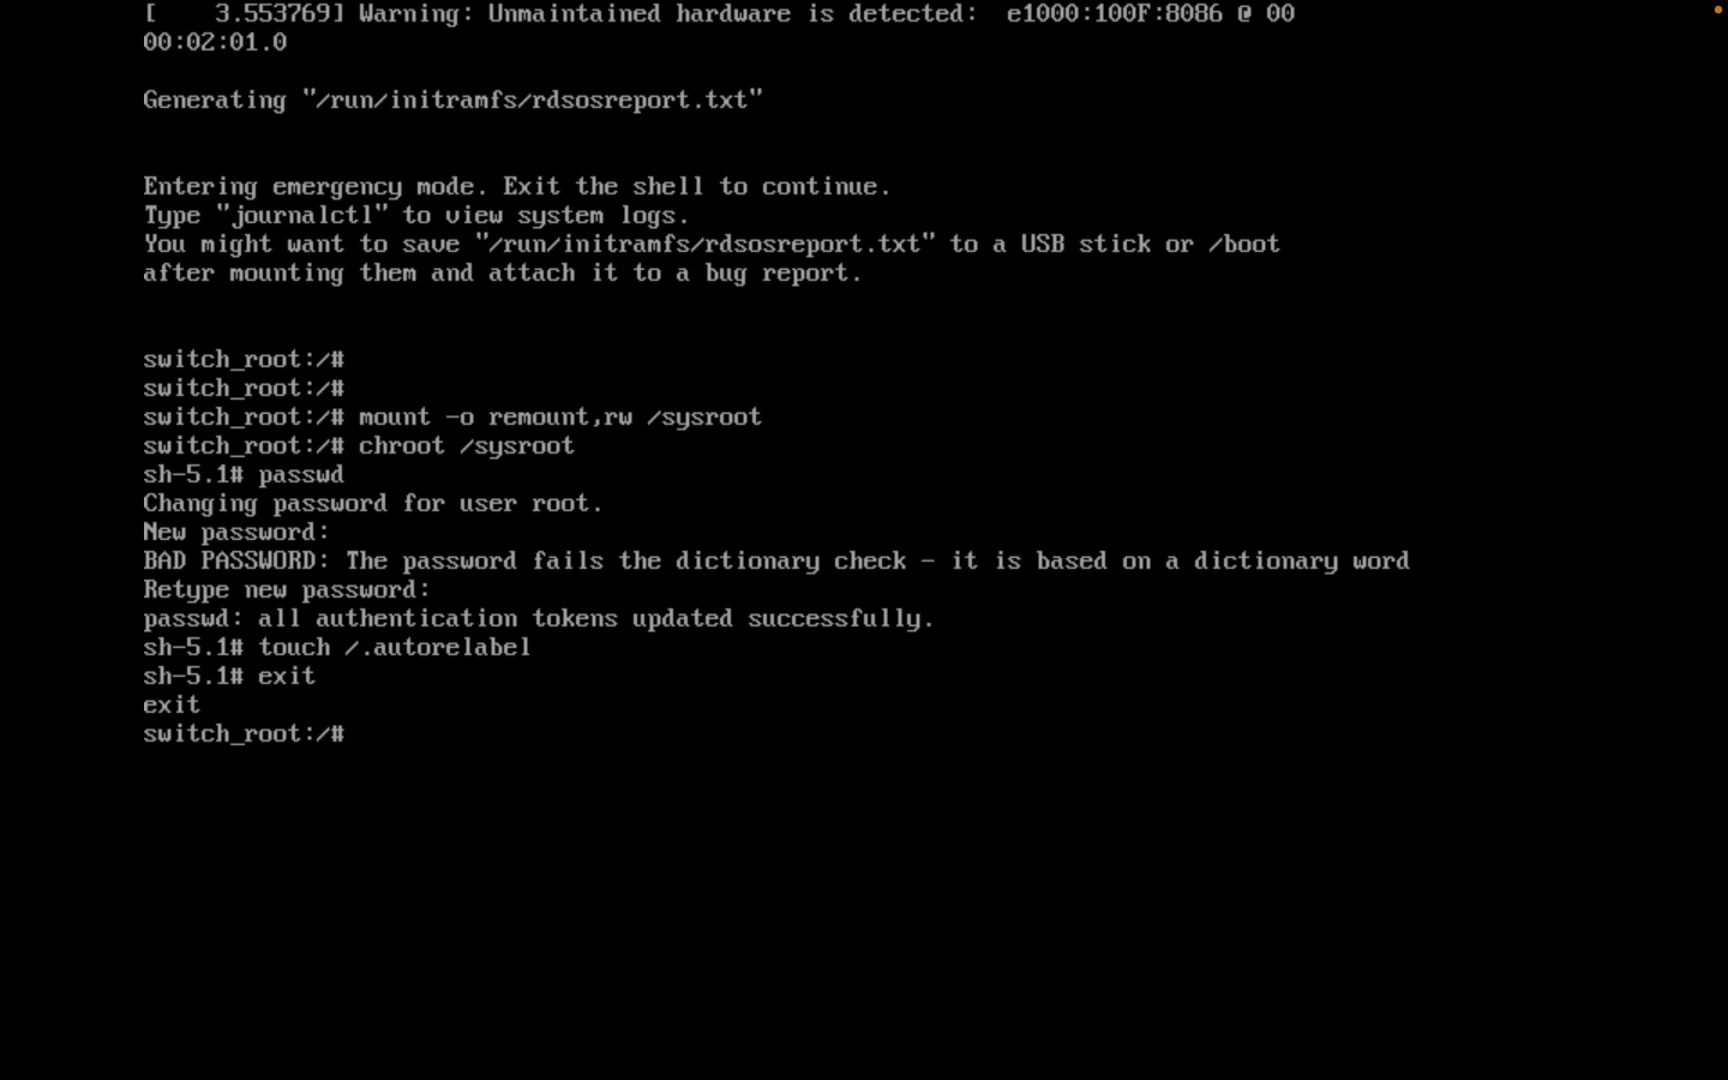 [    3.553769] Warning: Unmaintained hardware is detected:  e1000:100F:8086 @ 00
00:02:01.0
Generating "/run/initramfs/rdsosreport.txt"
Entering emergency mode. Exit the shell to continue.
Type "journalctl" to view system logs.
You might want to save "/run/initramfs/rdsosreport.txt" to a USB stick or /boot
after mounting them and attach it to a bug report.
switch_root:/#
switch_root:/#
switch_root:/# mount -o remount,rw /sysroot
switch_root:/# chroot /sysroot
sh-5.1# passwd
Changing password for user root.
New password:
BAD PASSWORD: The password fails the dictionary check - it is based on a dictionary word
Retype new password:
passwd: all authentication tokens updated successfully.
sh-5.1# touch /.autorelabel
sh-5.1# exit
exit
switch_root:/#